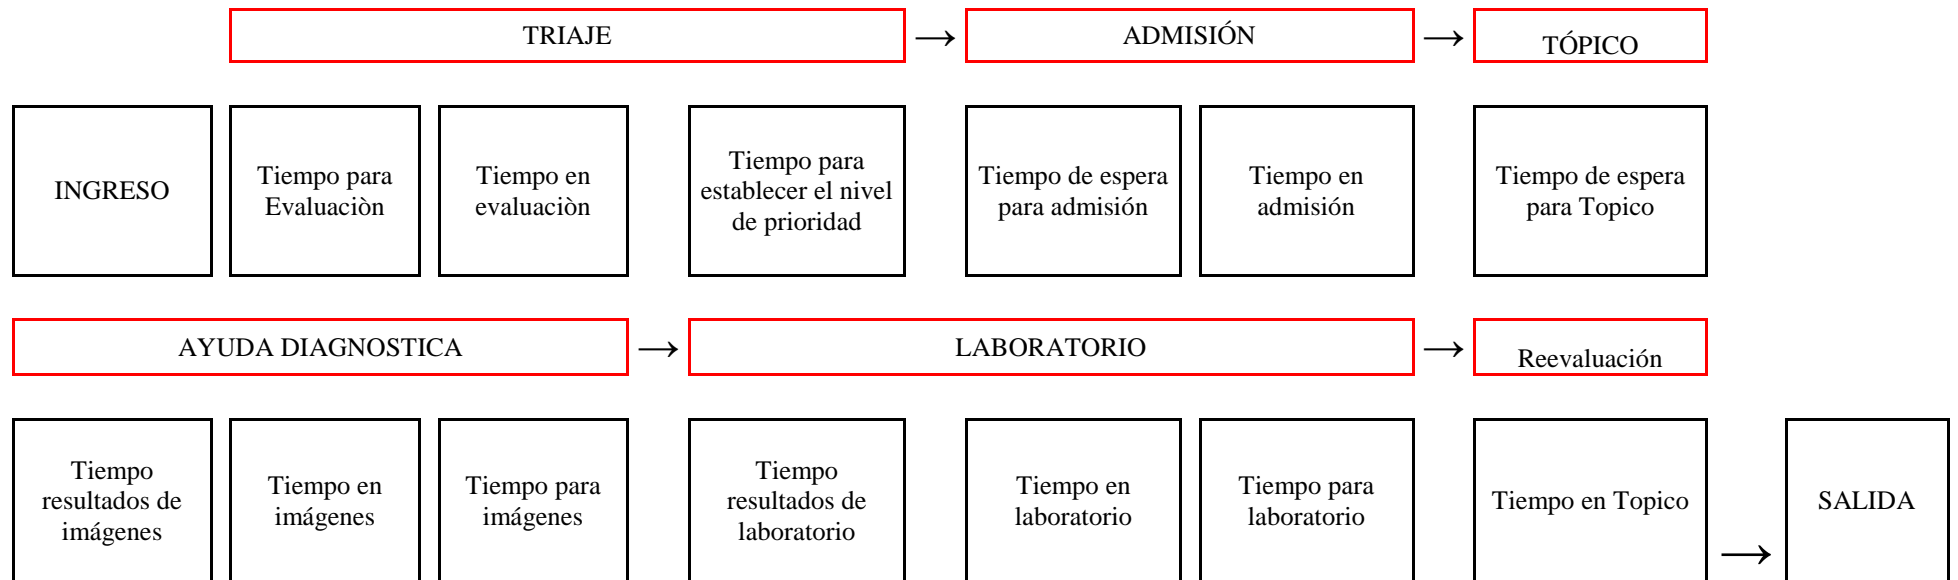 TRIAJE → ADMISIÓN → TÓPICO
INGRESO
Tiempo para
Evaluaciòn
Tiempo en
evaluaciòn
Tiempo para
establecer el nivel
de prioridad
Tiempo de espera
para admisión
Tiempo en
admisión
Tiempo de espera
para Topico
AYUDA DIAGNOSTICA → LABORATORIO → Reevaluación
Tiempo
resultados de
imágenes
Tiempo en
imágenes
Tiempo para
imágenes
Tiempo
resultados de
laboratorio
Tiempo en
laboratorio
Tiempo para
laboratorio
Tiempo en Topico
→
SALIDA